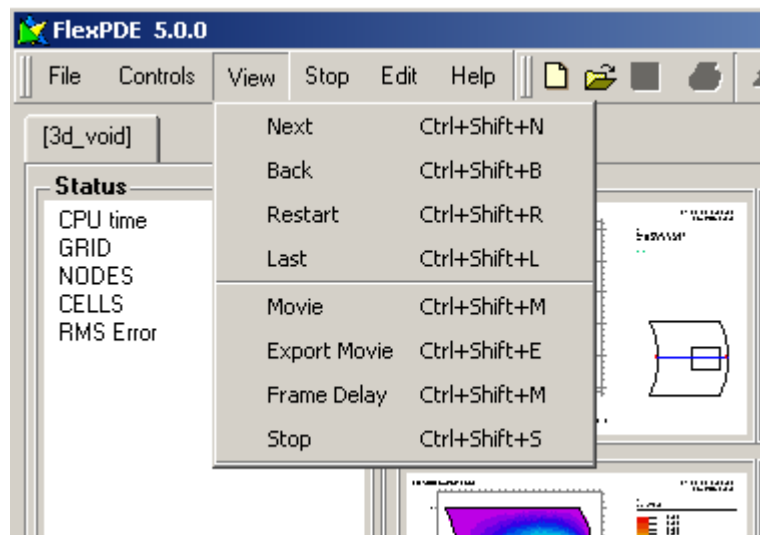 FlexPDE 5.0.0
File Controls View Stop Edit Help
[3d_void]
Next Ctrl+Shift+N
Back Ctrl+Shift+B
Restart Ctrl+Shift+R
Last Ctrl+Shift+L
Movie Ctrl+Shift+M
Export Movie Ctrl+Shift+E
Frame Delay Ctrl+Shift+M
Stop Ctrl+Shift+S
Status
CPU time
GRID
NODES
CELLS
RMS Error